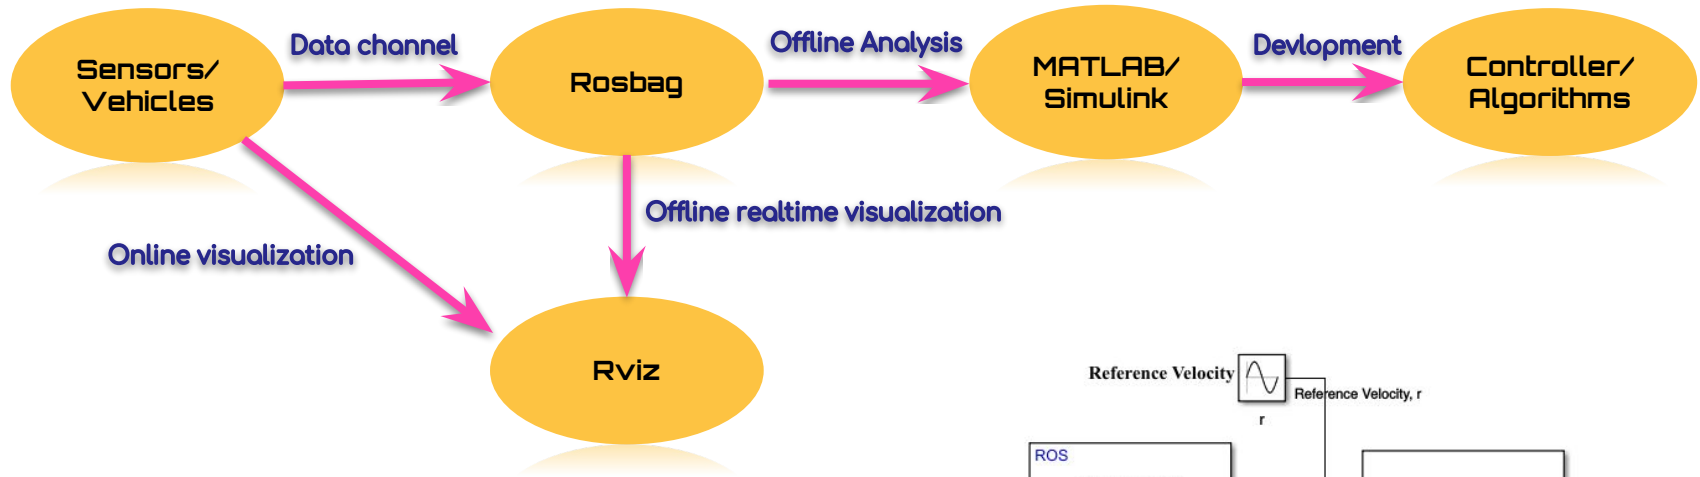 Data channel
Offline Analysis
Devlopment
Sensors/
Vehicles
Rosbag
MATLAB/
Simulink
Controller/
Algorithms
Offline realtime visualization
Online visualization
Rviz
Reference Velocity
Reference Velocity, r
r
ROS